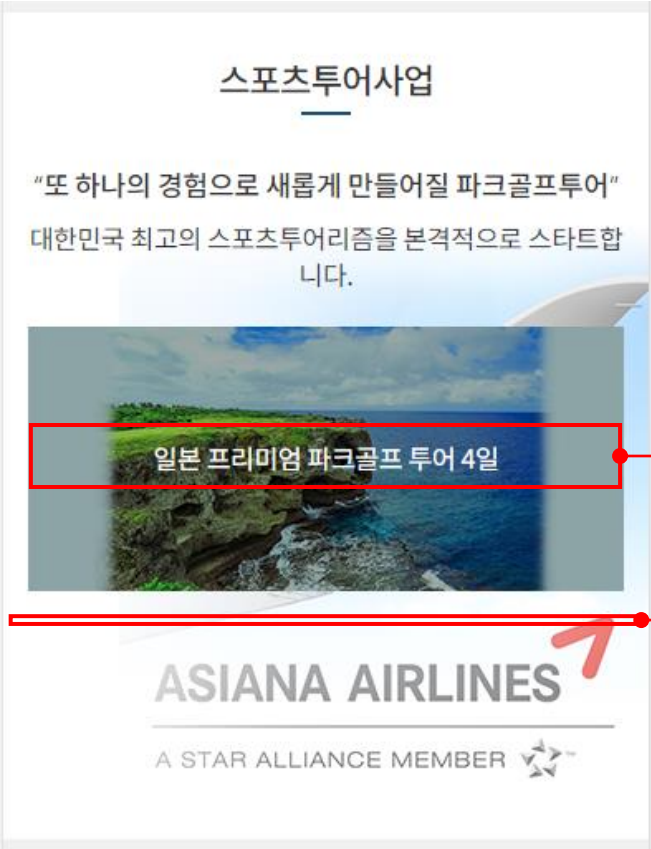 스포츠투어사업
“또 하나의 경험으로 새롭게 만들어질 파크골프투어”
대한민국 최고의 스포츠투어리즘을 본격적으로 스타트합
니다.
일본 프리미엄 파크골프 투어 4일
ASIANA AIRLINES
A STAR ALLIANCE MEMBER ™